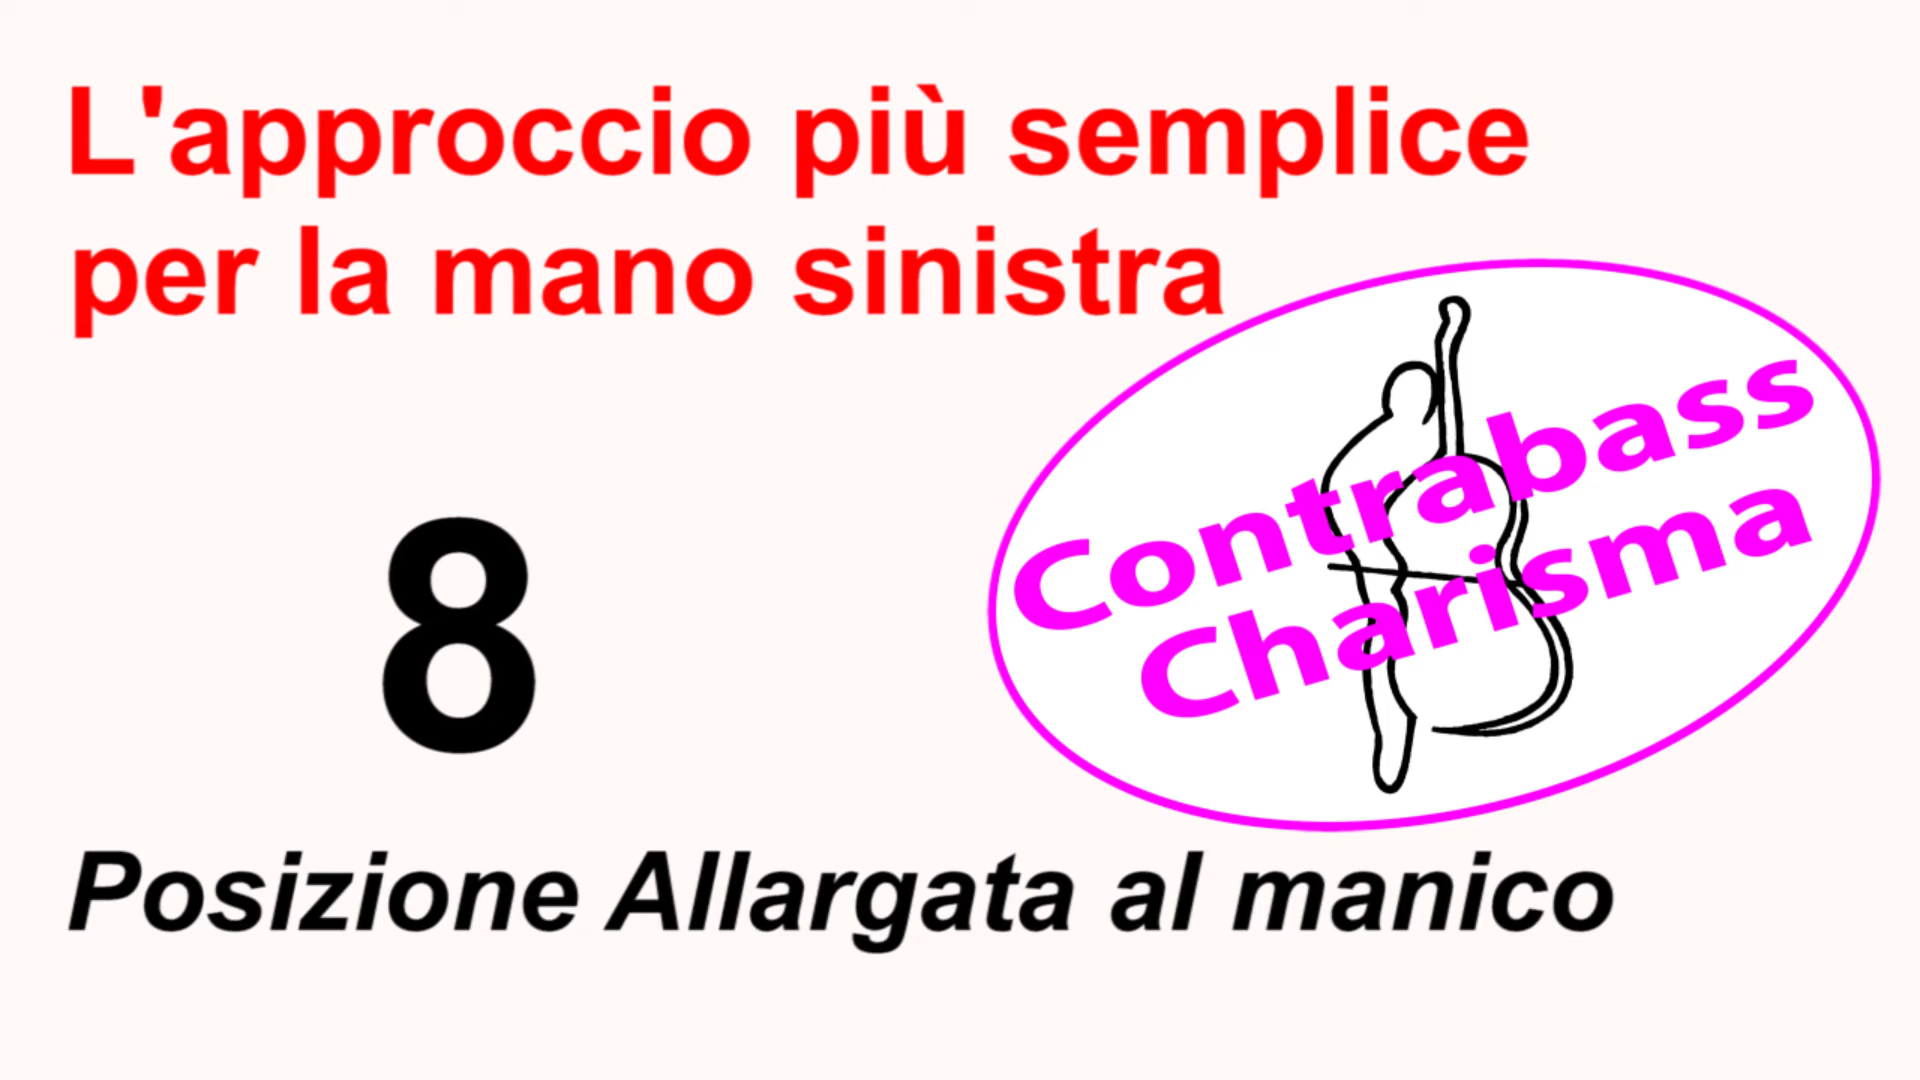 L'approccio più semplice
per la mano sinistra
Contrabass
Charisma
8
Posizione Allargata al manico